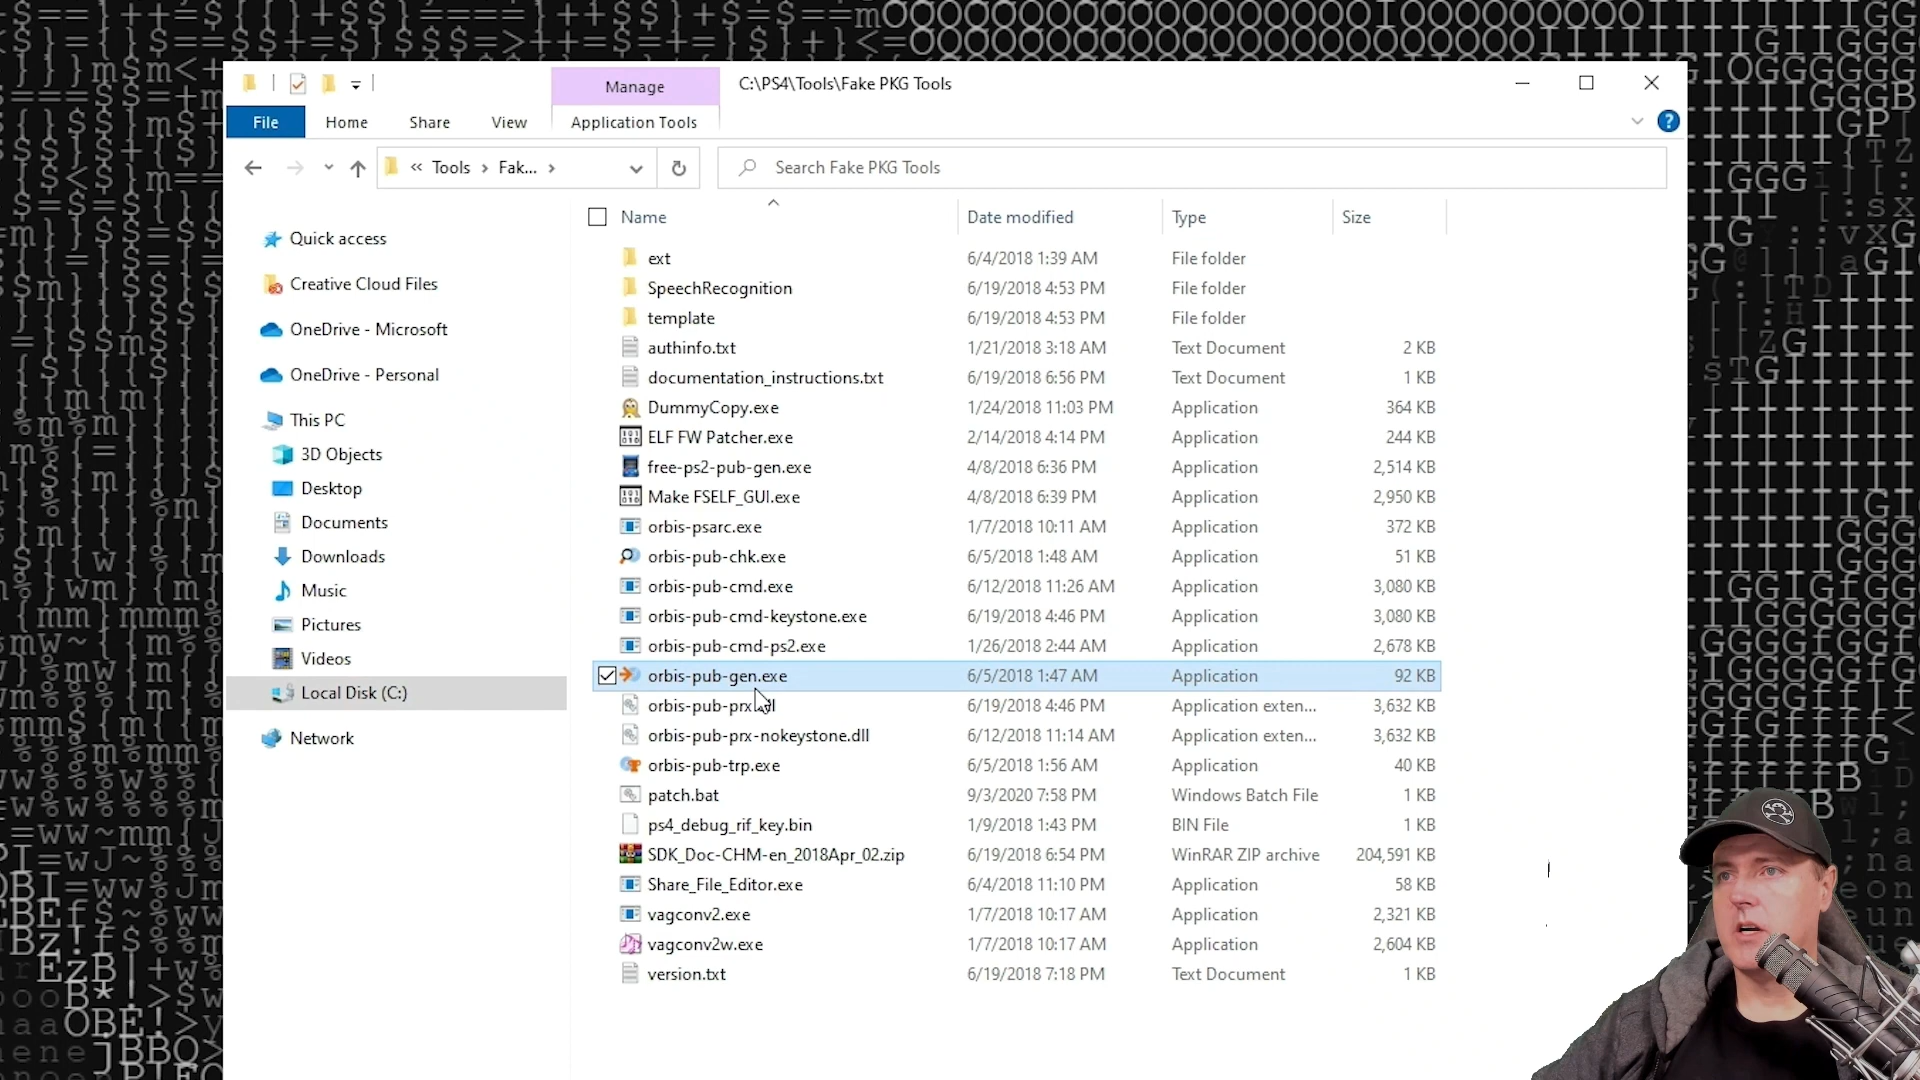 Manage
C:\PS4\Tools\Fake PKG Tools
File Home Share View Application Tools
« Tools > Fak... >
Search Fake PKG Tools
Name Date modified Type Size
Quick access
Creative Cloud Files
OneDrive - Microsoft
OneDrive - Personal
This PC
3D Objects
Desktop
Documents
Downloads
Music
Pictures
Videos
Local Disk (C:)
Network
ext 6/4/2018 1:39 AM File folder
SpeechRecognition 6/19/2018 4:53 PM File folder
template 6/19/2018 4:53 PM File folder
authinfo.txt 1/21/2018 3:18 AM Text Document 2 KB
documentation_instructions.txt 6/19/2018 6:56 PM Text Document 1 KB
DummyCopy.exe 1/24/2018 11:03 PM Application 364 KB
ELF FW Patcher.exe 2/14/2018 4:14 PM Application 244 KB
free-ps2-pub-gen.exe 4/8/2018 6:36 PM Application 2,514 KB
Make FSELF_GUI.exe 4/8/2018 6:39 PM Application 2,950 KB
orbis-psarc.exe 1/7/2018 10:11 AM Application 372 KB
orbis-pub-chk.exe 6/5/2018 1:48 AM Application 51 KB
orbis-pub-cmd.exe 6/12/2018 11:26 AM Application 3,080 KB
orbis-pub-cmd-keystone.exe 6/19/2018 4:46 PM Application 3,080 KB
orbis-pub-cmd-ps2.exe 1/26/2018 2:44 AM Application 2,678 KB
orbis-pub-gen.exe 6/5/2018 1:47 AM Application 92 KB
6/19/2018 4:46 PM Application exten... 3,632 KB
orbis-pub-prx-nokeystone.dll 6/12/2018 11:14 AM Application exten... 3,632 KB
orbis-pub-trp.exe 6/5/2018 1:56 AM Application 40 KB
patch.bat 9/3/2020 7:58 PM Windows Batch File 1 KB
ps4_debug_rif_key.bin 1/9/2018 1:43 PM BIN File 1 KB
SDK_Doc-CHM-en_2018Apr_02.zip 6/19/2018 6:54 PM WinRAR ZIP archive 204,591 KB
Share_File_Editor.exe 6/4/2018 11:10 PM Application 58 KB
vagconv2.exe 1/7/2018 10:17 AM Application 2,321 KB
vagconv2w.exe 1/7/2018 10:17 AM Application 2,604 KB
version.txt 6/19/2018 7:18 PM Text Document 1 KB